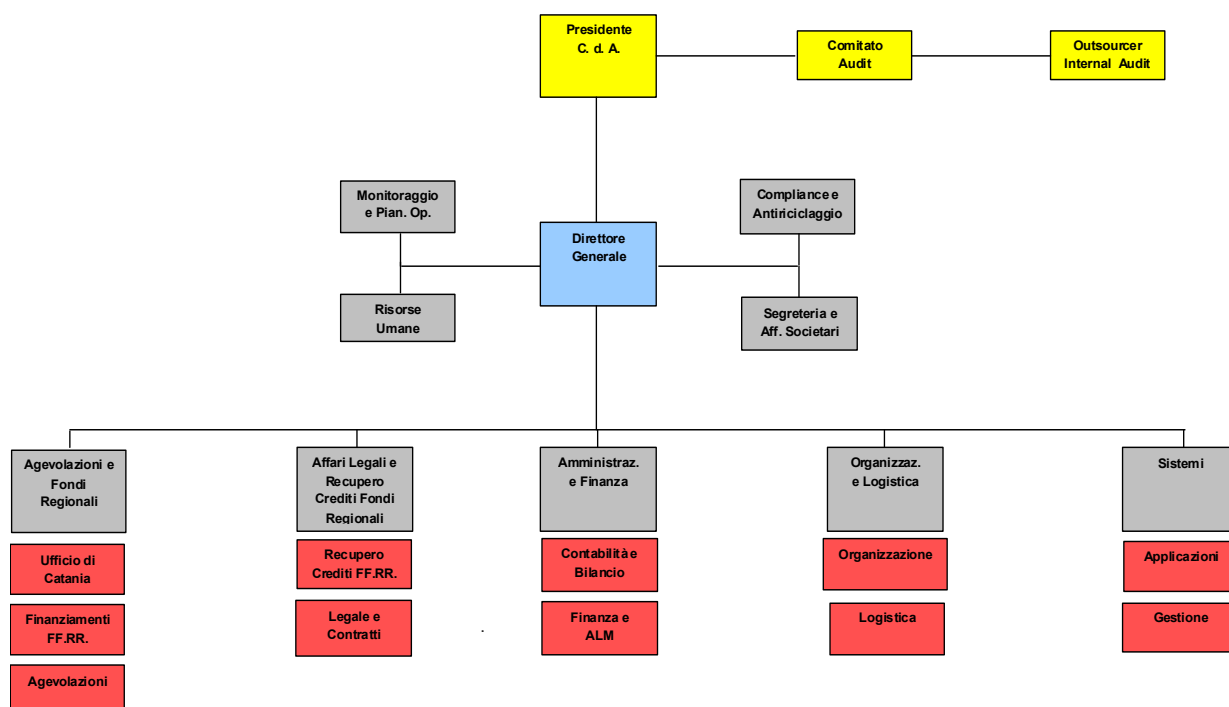 Presidente
C. d. A.
Comitato
Audit
Outsourcer
Internal Audit
Monitoraggio
e Pian. Op.
Compliance e
Antiriciclaggio
Direttore
Generale
Risorse
Umane
Segreteria e
Aff. Societari
Agevolazioni e
Fondi
Regionali
Affari Legali e
Recupero
Crediti Fondi
Regionali
Amministraz.
e Finanza
Organizzaz.
e Logistica
Sistemi
Ufficio di
Catania
Recupero
Crediti FF.RR.
Contabilità e
Bilancio
Organizzazione
Applicazioni
Finanziamenti
FF.RR.
Legale e
Contratti
.
Finanza e
ALM
Logistica
Gestione
Agevolazioni